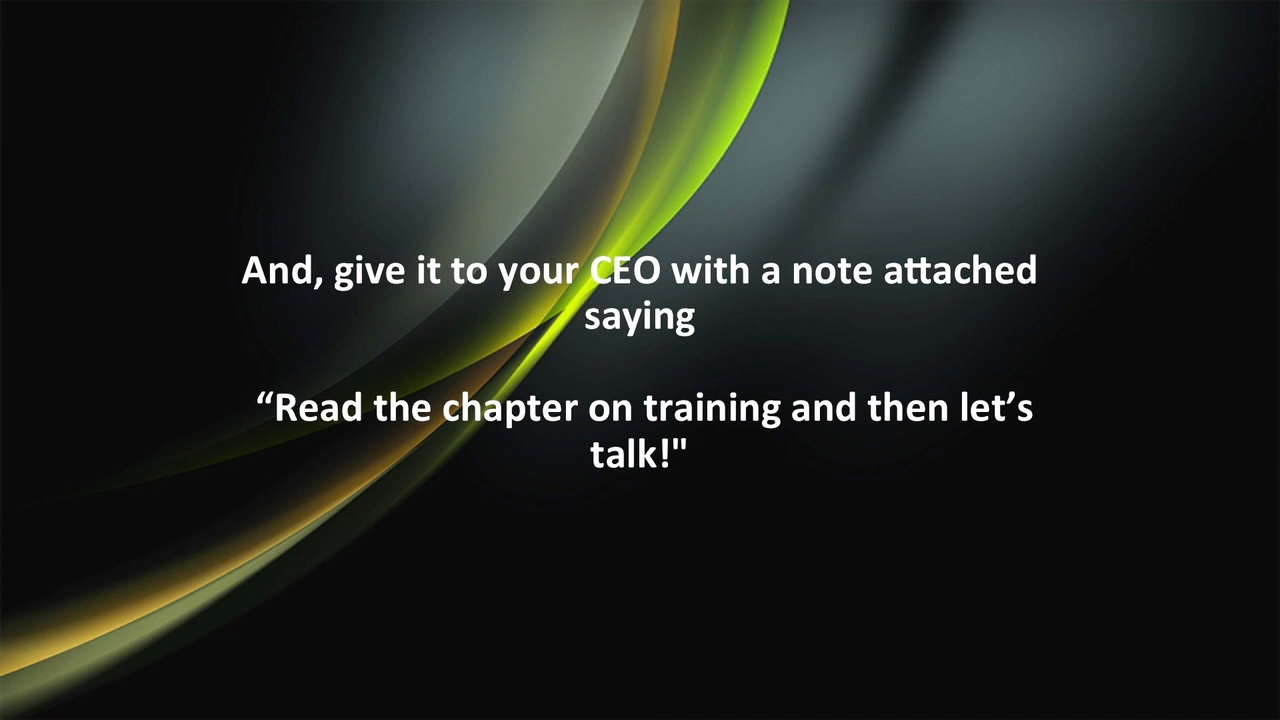 And, give it to your CEO with a note attached
saying
“Read the chapter on training and then let’s
talk!"